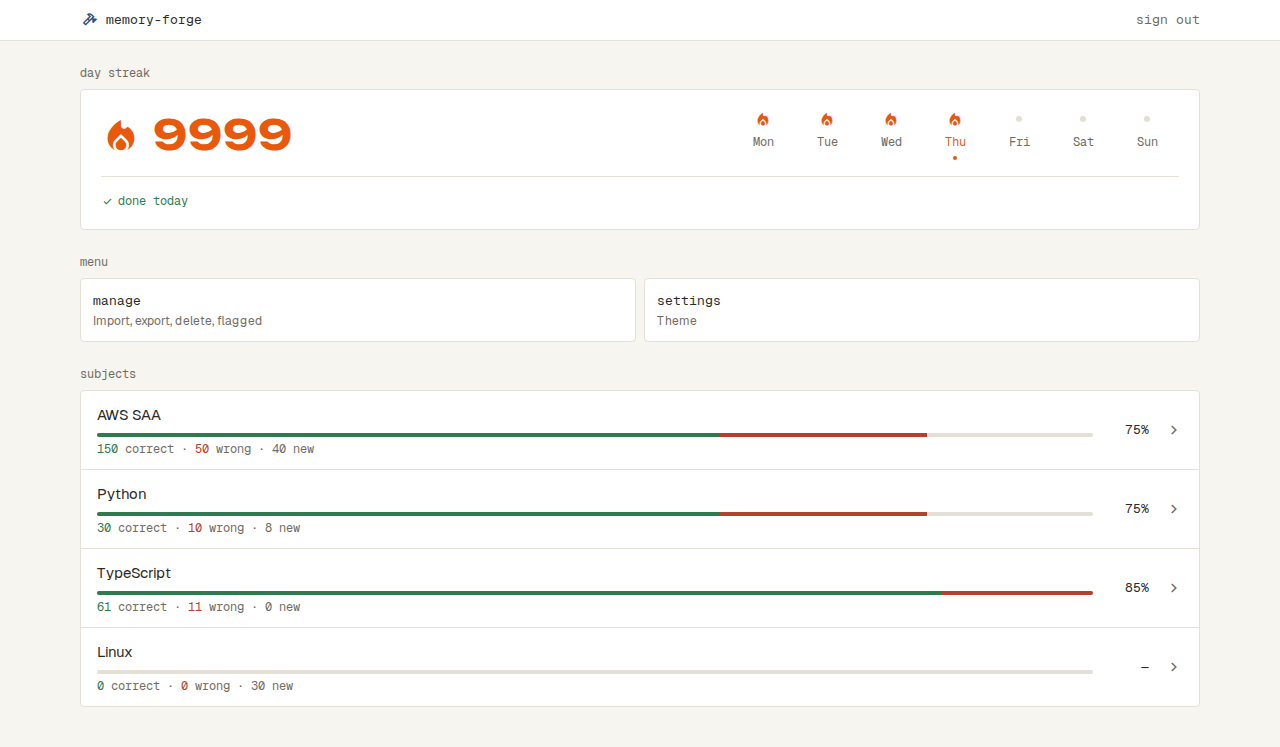 memory-forge sign out
day streak
9999
Mon Tue Wed Thu Fri Sat Sun
done today
menu
manage settings
Import, export, delete, flagged Theme
subjects
AWS SAA
75%
150 correct · 50 wrong · 40 new
Python
75%
30 correct · 10 wrong · 8 new
TypeScript
85%
61 correct · 11 wrong · 0 new
Linux
–
0 correct · 0 wrong · 30 new